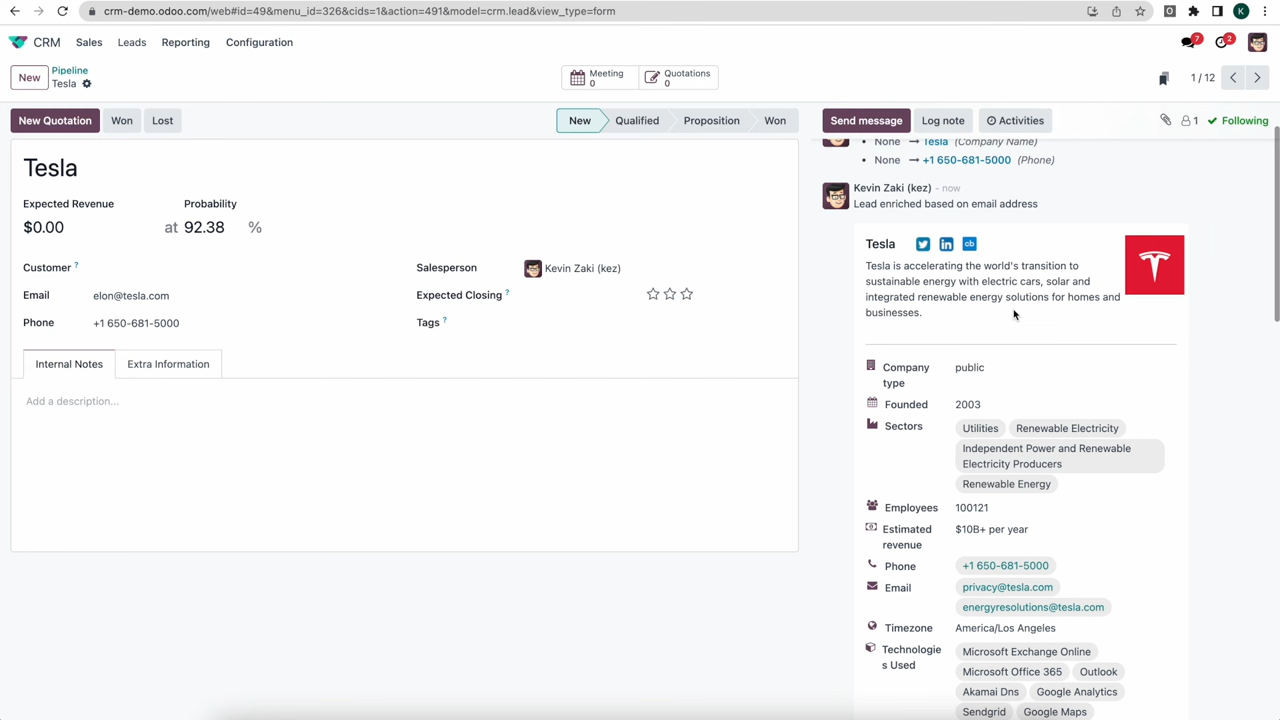 crm-demo.odoo.com/web#id=49&menu_id=326&cids=1&action=491&model=crm.lead&view_type=form
K
CRM Sales Leads Reporting Configuration
7
2
New
Pipeline
Tesla
Meeting
0
Quotations
0
1 / 12
New Quotation Won Lost
New Qualified Proposition Won
Send message Log note Activities
1 Following
Tesla
Expected Revenue Probability
$0.00 at 92.38 %
Customer ?
Email elon@tesla.com
Phone +1 650-681-5000
Salesperson Kevin Zaki (kez)
Expected Closing ?
Tags ?
Internal Notes Extra Information
Add a description...
• None → Tesla (Company Name)
• None → +1 650-681-5000 (Phone)
Kevin Zaki (kez) - now
Lead enriched based on email address
Tesla
cb
Tesla is accelerating the world's transition to
sustainable energy with electric cars, solar and
integrated renewable energy solutions for homes and
businesses.
Company
type
public
Founded 2003
Sectors
Utilities Renewable Electricity
Independent Power and Renewable
Electricity Producers
Renewable Energy
Employees 100121
Estimated
revenue
$10B+ per year
Phone +1 650-681-5000
Email privacy@tesla.com
energyresolutions@tesla.com
Timezone America/Los Angeles
Technologie
s Used
Microsoft Exchange Online
Microsoft Office 365 Outlook
Akamai Dns Google Analytics
Sendgrid Google Maps